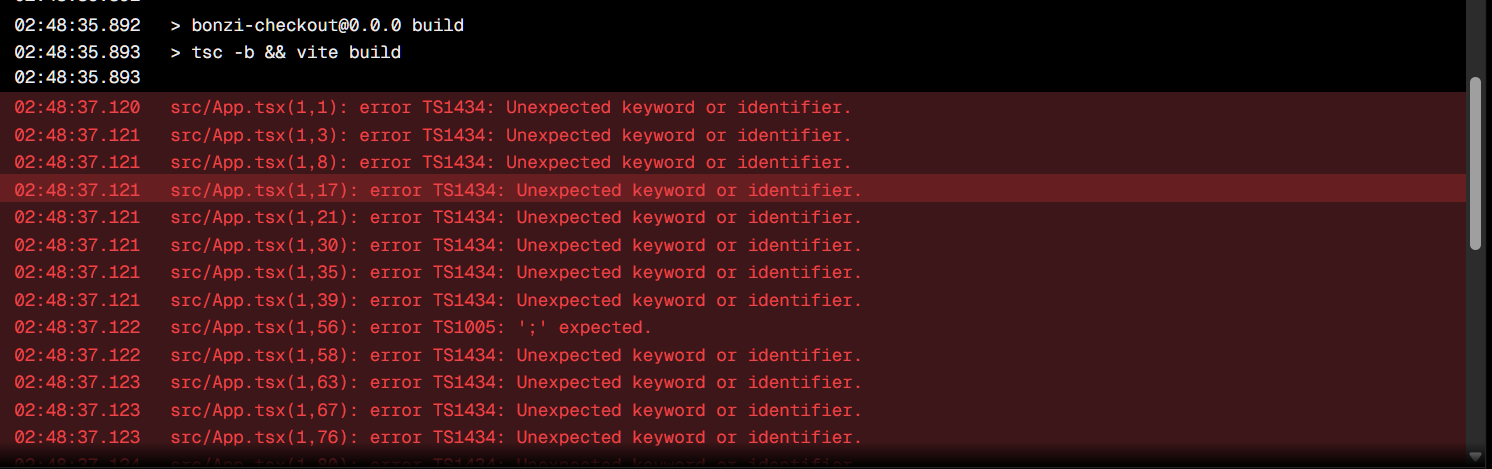 02:48:35.892 > bonzi-checkout@0.0.0 build
02:48:35.893 > tsc -b && vite build
02:48:35.893
02:48:37.120 src/App.tsx(1,1): error TS1434: Unexpected keyword or identifier.
02:48:37.121 src/App.tsx(1,3): error TS1434: Unexpected keyword or identifier.
02:48:37.121 src/App.tsx(1,8): error TS1434: Unexpected keyword or identifier.
02:48:37.121 src/App.tsx(1,17): error TS1434: Unexpected keyword or identifier.
02:48:37.121 src/App.tsx(1,21): error TS1434: Unexpected keyword or identifier.
02:48:37.121 src/App.tsx(1,30): error TS1434: Unexpected keyword or identifier.
02:48:37.121 src/App.tsx(1,35): error TS1434: Unexpected keyword or identifier.
02:48:37.121 src/App.tsx(1,39): error TS1434: Unexpected keyword or identifier.
02:48:37.122 src/App.tsx(1,56): error TS1005: ';' expected.
02:48:37.122 src/App.tsx(1,58): error TS1434: Unexpected keyword or identifier.
02:48:37.123 src/App.tsx(1,63): error TS1434: Unexpected keyword or identifier.
02:48:37.123 src/App.tsx(1,67): error TS1434: Unexpected keyword or identifier.
02:48:37.123 src/App.tsx(1,76): error TS1434: Unexpected keyword or identifier.